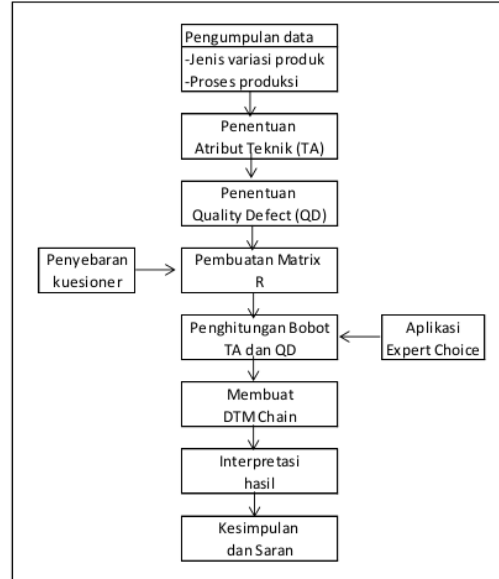 Pengumpulan data
-Jenis variasi produk
-Proses produksi
Penentuan
Atribut Teknik (TA)
Penentuan
Quality Defect (QD)
Penyebaran
kuesioner
Pembuatan Matrix
R
Penghitungan Bobot
TA dan QD
Aplikasi
Expert Choice
Membuat
DTM Chain
Interpretasi
hasil
Kesimpulan
dan Saran